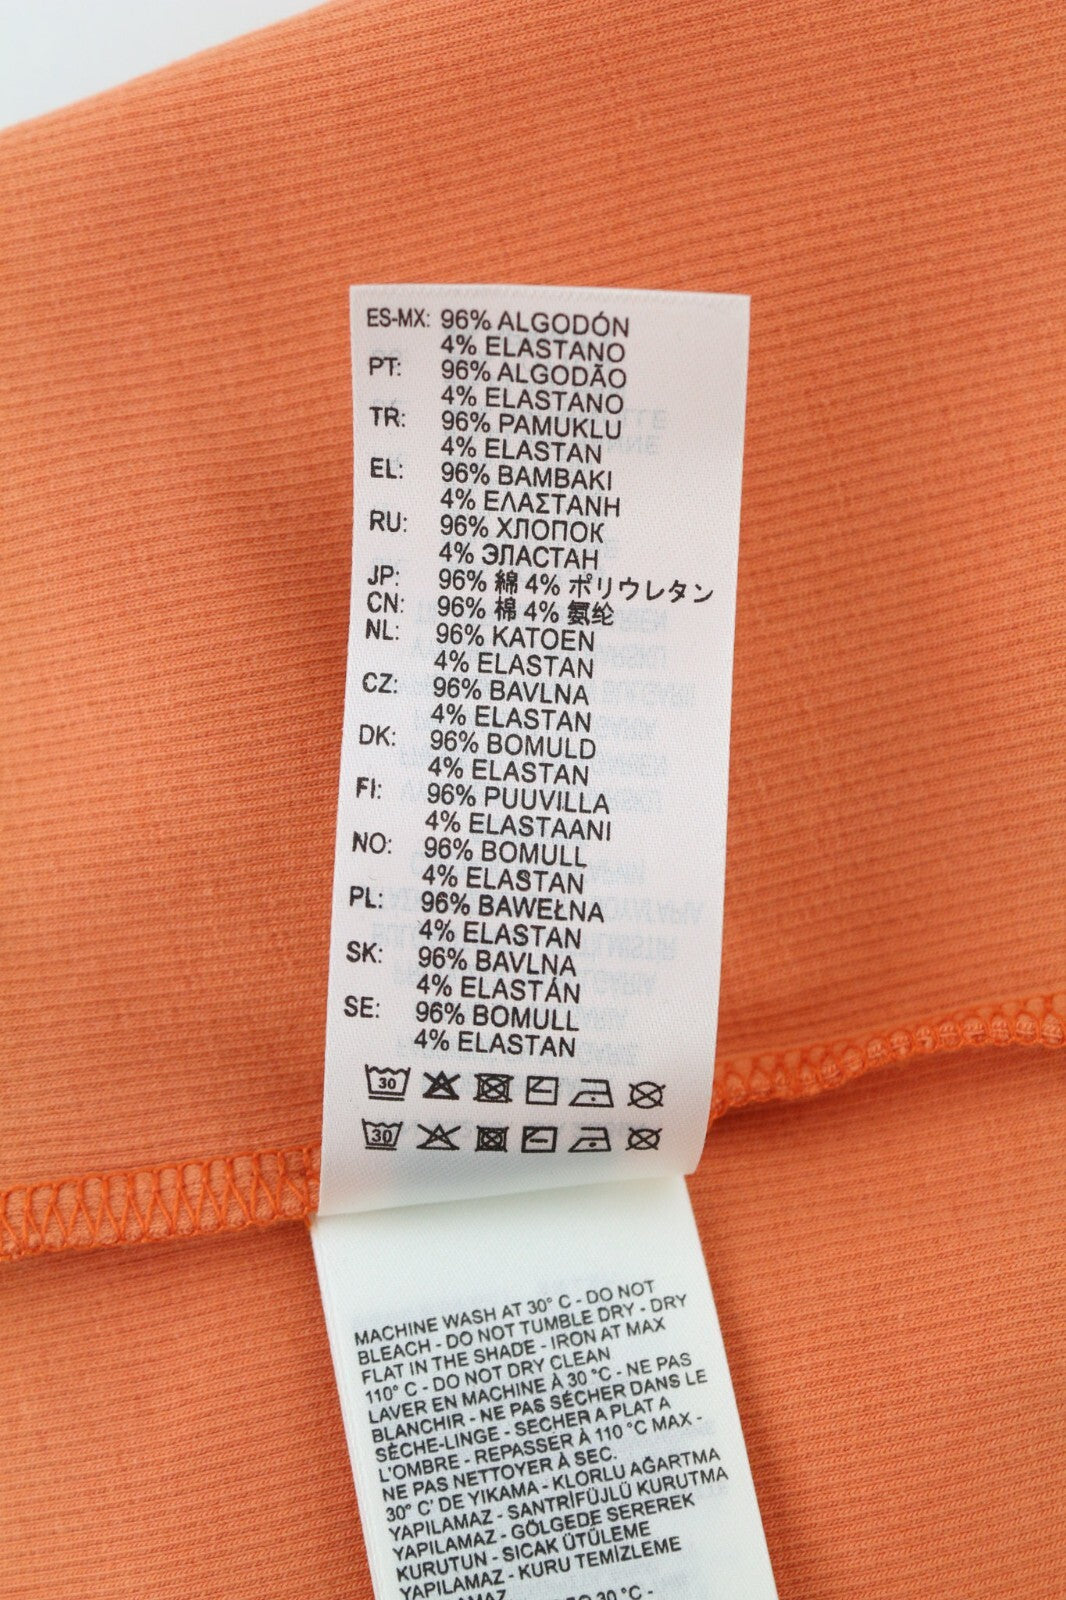 ES-MX: 96% ALGODÓN
4% ELASTANO
PT: 96% ALGODÃO
4% ELASTANO
TR: 96% PAMUKLU
4% ELASTAN
EL: 96% BAMBAKI
4% ΕΛΑΣΤΑΝΗ
RU: 96% ХЛОПОК
4% ЭЛАСТАН
JP: 96% 綿 4% ポリウレタン
CN: 96% 棉 4% 氨纶
NL: 96% KATOEN
4% ELASTAN
CZ: 96% BAVLNA
4% ELASTAN
DK: 96% BOMULD
4% ELASTAN
FI: 96% PUUVILLA
4% ELASTAANI
NO: 96% BOMULL
4% ELASTAN
PL: 96% BAWEŁNA
4% ELASTAN
SK: 96% BAVLNA
4% ELASTÁN
SE: 96% BOMULL
4% ELASTAN
30
30
MACHINE WASH AT 30° C - DO NOT
BLEACH - DO NOT TUMBLE DRY - DRY
FLAT IN THE SHADE - IRON AT MAX
110° C - DO NOT DRY CLEAN
LAVER EN MACHINE À 30 °C - NE PAS
BLANCHIR - NE PAS SÉCHER DANS LE
SÈCHE-LINGE - SECHER A PLAT A
L'OMBRE - REPASSER À 110 °C MAX -
NE PAS NETTOYER À SEC.
30° C' DE YIKAMA - KLORLU AĞARTMA
YAPILAMAZ - SANTRİFÜJLÜ KURUTMA
YAPILAMAZ - GÖLGEDE SEREREK
KURUTUN - SICAK ÜTÜLEME
YAPILAMAZ - KURU TEMİZLEME
30 °C -